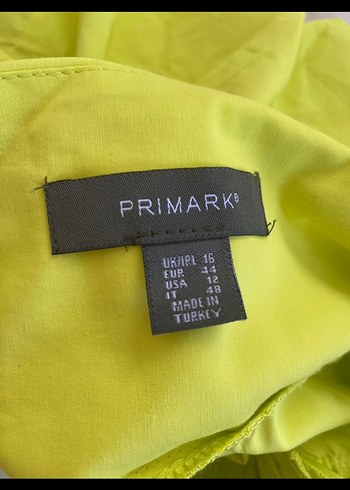 PRIMARK®
UK/IRL 16
EUR 44
USA 12
IT 48
MADE IN
TURKEY